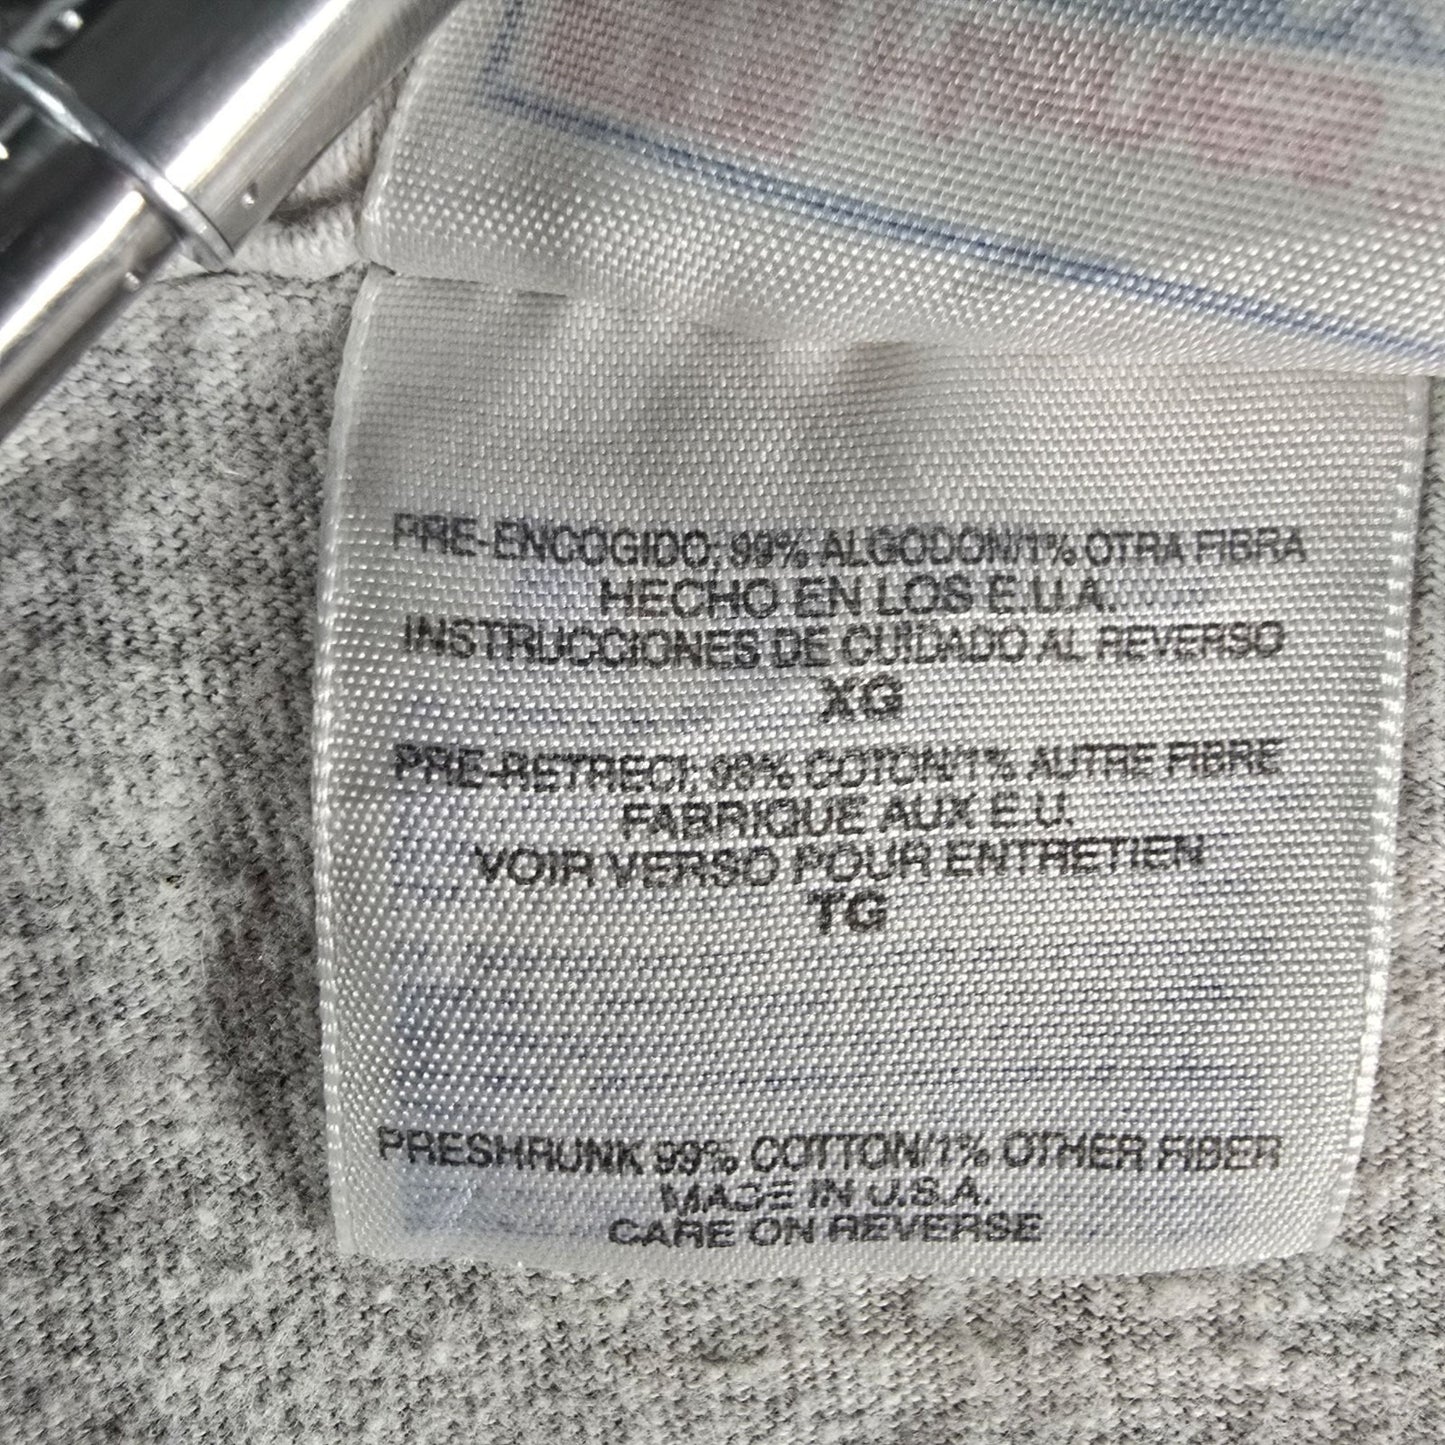 PRE-ENCOGIDO; 99% ALGODON/1% OTRA FIBRA
HECHO EN LOS E.U.A.
INSTRUCCIONES DE CUIDADO AL REVERSO
XG
PRE-RETRECI; 99% COTON/1% AUTRE FIBRE
FABRIQUE AUX E.U.
VOIR VERSO POUR ENTRETIEN
TG
PRESHRUNK 99% COTTON/1% OTHER FIBER
MADE IN U.S.A.
CARE ON REVERSE